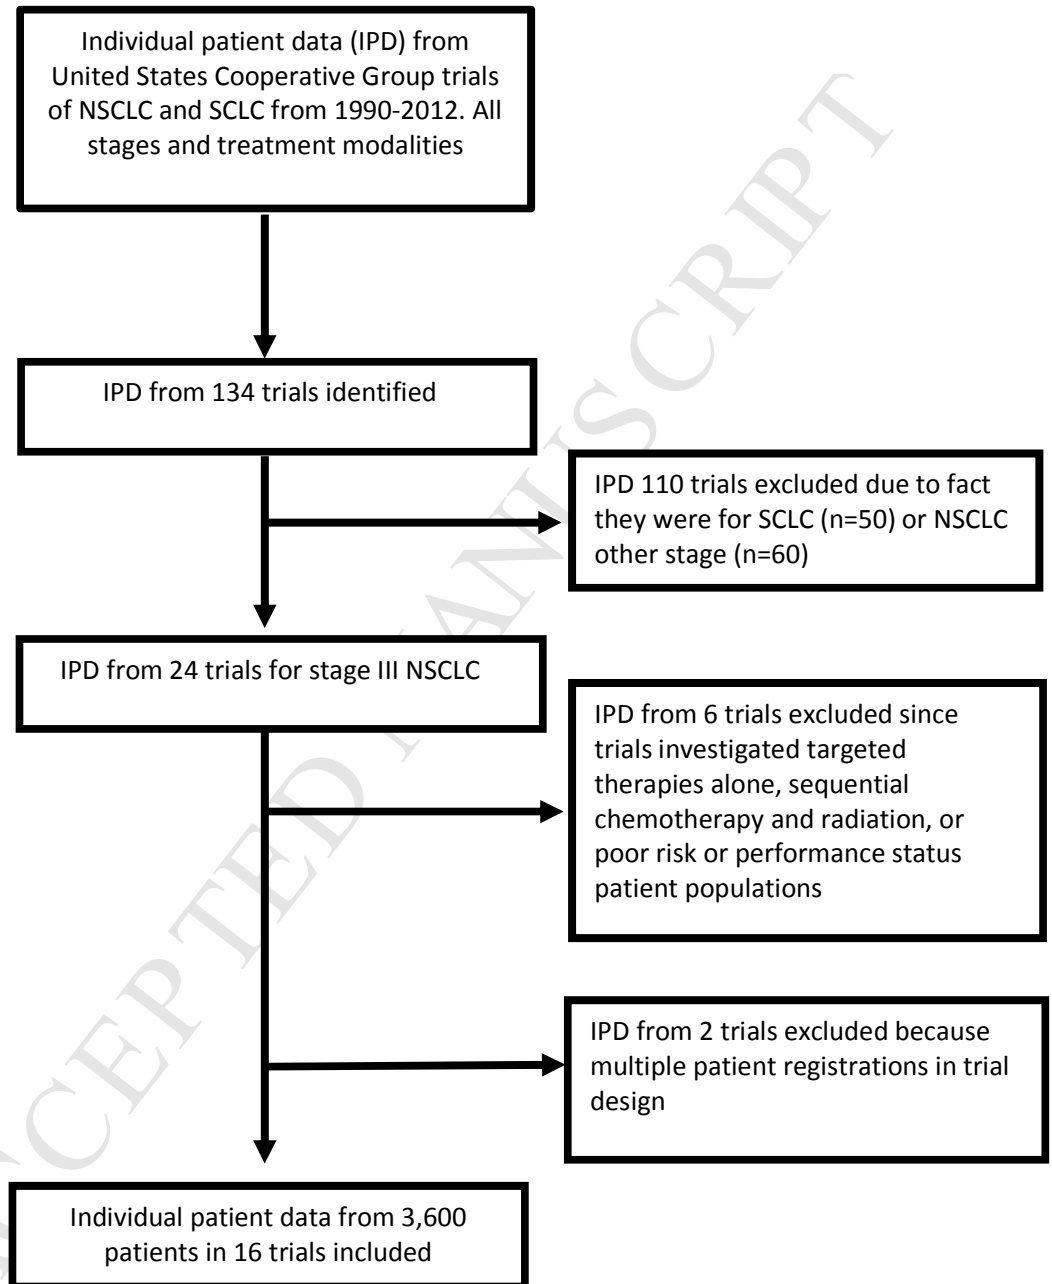 Individual patient data (IPD) from
United States Cooperative Group trials
of NSCLC and SCLC from 1990-2012. All
stages and treatment modalities
IPD from 134 trials identified
IPD 110 trials excluded due to fact
they were for SCLC (n=50) or NSCLC
other stage (n=60)
IPD from 24 trials for stage III NSCLC
IPD from 6 trials excluded since
trials investigated targeted
therapies alone, sequential
chemotherapy and radiation, or
poor risk or performance status
patient populations
IPD from 2 trials excluded because
multiple patient registrations in trial
design
Individual patient data from 3,600
patients in 16 trials included
CCEPTED MANUSCRIPT